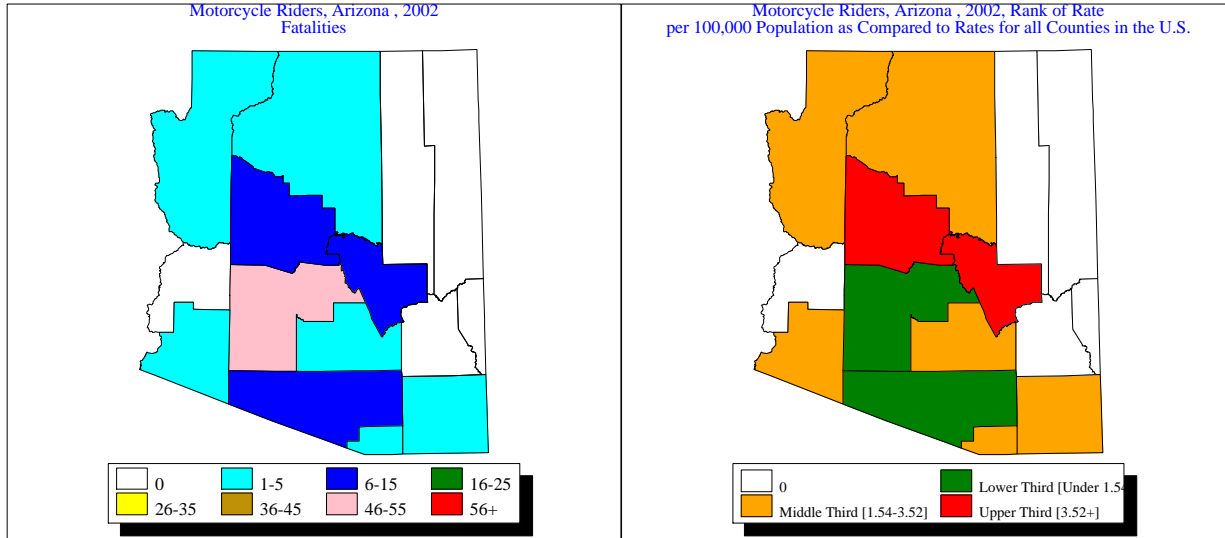 Motorcycle Riders, Arizona , 2002
Fatalities
0
1-5
6-15
16-25
26-35
36-45
46-55
56+
Motorcycle Riders, Arizona , 2002, Rank of Rate
per 100,000 Population as Compared to Rates for all Counties in the U.S.
0
Lower Third [Under 1.54
Middle Third [1.54-3.52]
Upper Third [3.52+]